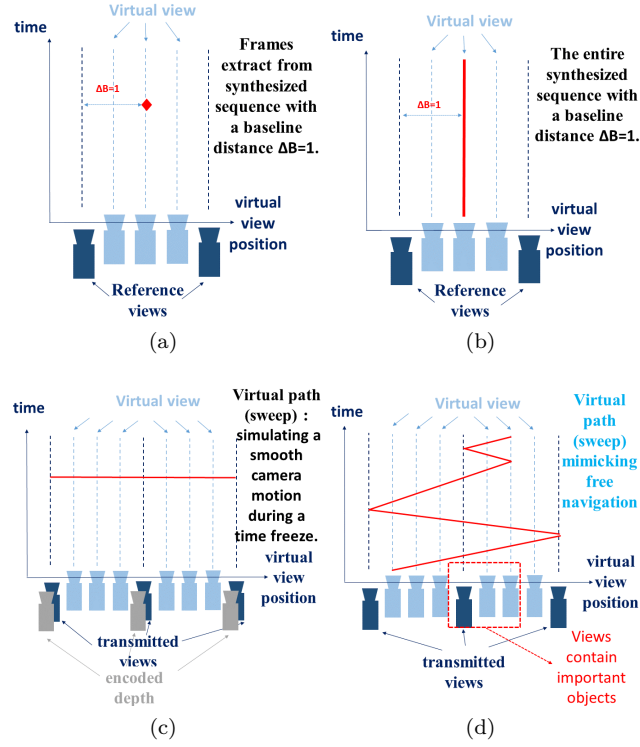 Virtual view
time
ΔB=1
Frames
extract from
synthesized
sequence with
a baseline
distance ΔB=1.
virtual
view
position
Reference
views
(a)
Virtual view
time
ΔB=1
The entire
synthesized
sequence with
a baseline
distance ΔB=1.
virtual
view
position
Reference
views
(b)
Virtual view
time
Virtual path
(sweep) :
simulating a
smooth
camera
motion
during a
time freeze.
virtual
view
position
transmitted
views
encoded
depth
(c)
Virtual view
time
Virtual
path
(sweep)
mimicking
free
navigation
virtual
view
position
transmitted
views
Views
contain
important
objects
(d)